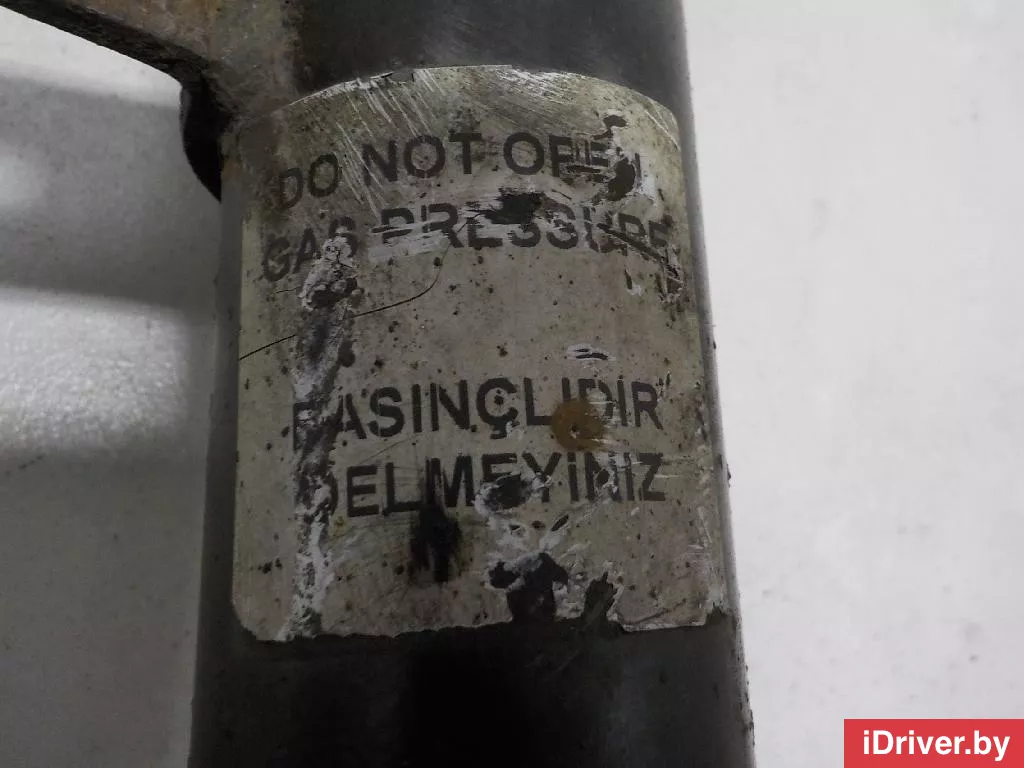 DO NOT OPEN
GAS PRESSURE
BASINÇLIDIR
DELMEYİNİZ
iDriver.by